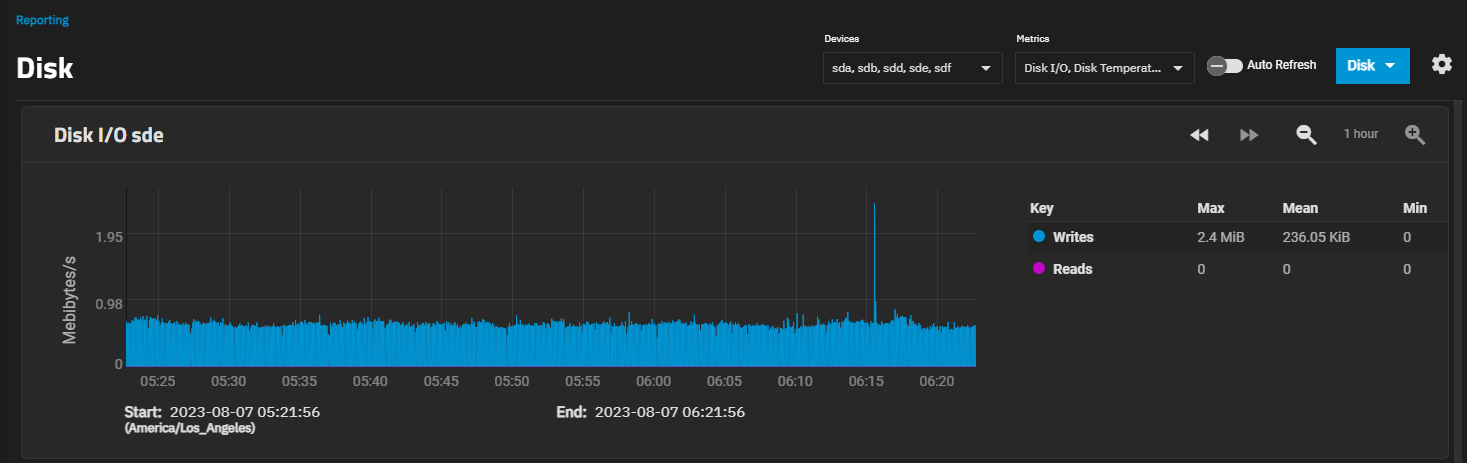 Reporting
Disk
Devices
sda, sdb, sdd, sde, sdf
Metrics
Disk I/O, Disk Temperat...
Auto Refresh
Disk
Disk I/O sde
1 hour
Mebibytes/s
1.95
0.98
0
05:25 05:30 05:35 05:40 05:45 05:50 05:55 06:00 06:05 06:10 06:15 06:20
Start: 2023-08-07 05:21:56
(America/Los_Angeles)
End: 2023-08-07 06:21:56
Key Max Mean Min
Writes 2.4 MiB 236.05 KiB 0
Reads 0 0 0